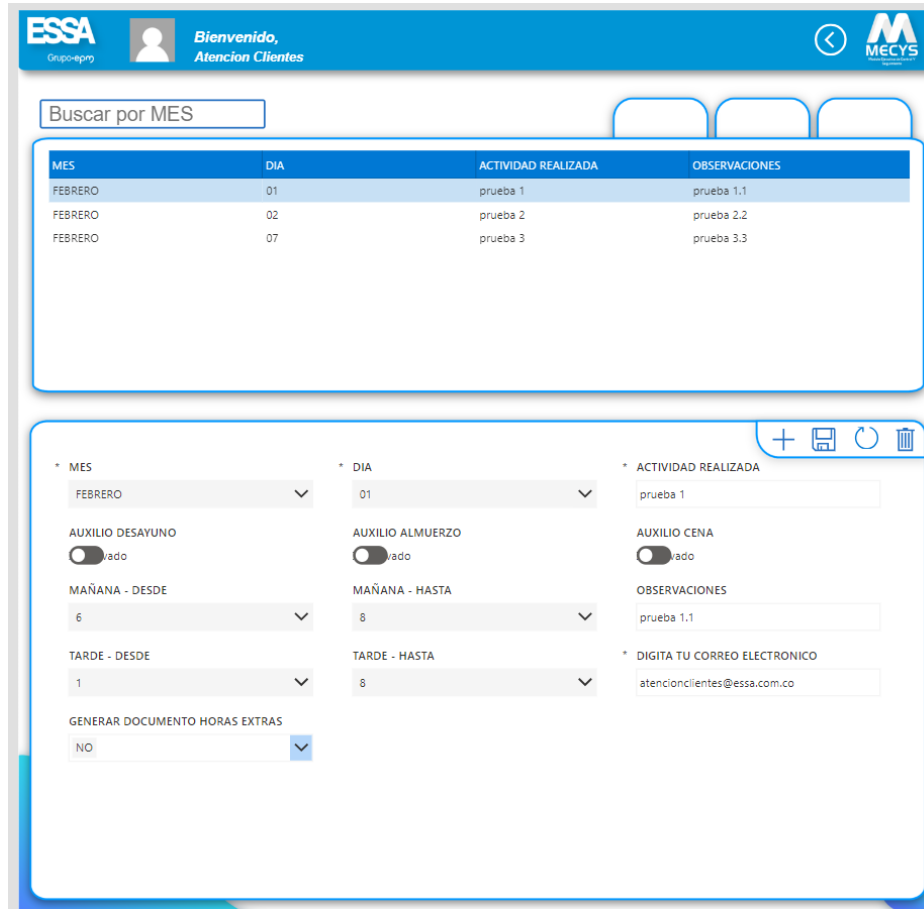 ESSA
Grupo-epm
Bienvenido,
Atencion Clientes
MECYS
Buscar por MES
MES DIA ACTIVIDAD REALIZADA OBSERVACIONES
FEBRERO 01 prueba 1 prueba 1.1
FEBRERO 02 prueba 2 prueba 2.2
FEBRERO 07 prueba 3 prueba 3.3
* MES * DIA * ACTIVIDAD REALIZADA
FEBRERO 01 prueba 1
AUXILIO DESAYUNO AUXILIO ALMUERZO AUXILIO CENA
vado vado vado
MAÑANA - DESDE MAÑANA - HASTA OBSERVACIONES
6 8 prueba 1.1
TARDE - DESDE TARDE - HASTA * DIGITA TU CORREO ELECTRONICO
1 8 atencionclientes@essa.com.co
GENERAR DOCUMENTO HORAS EXTRAS
NO